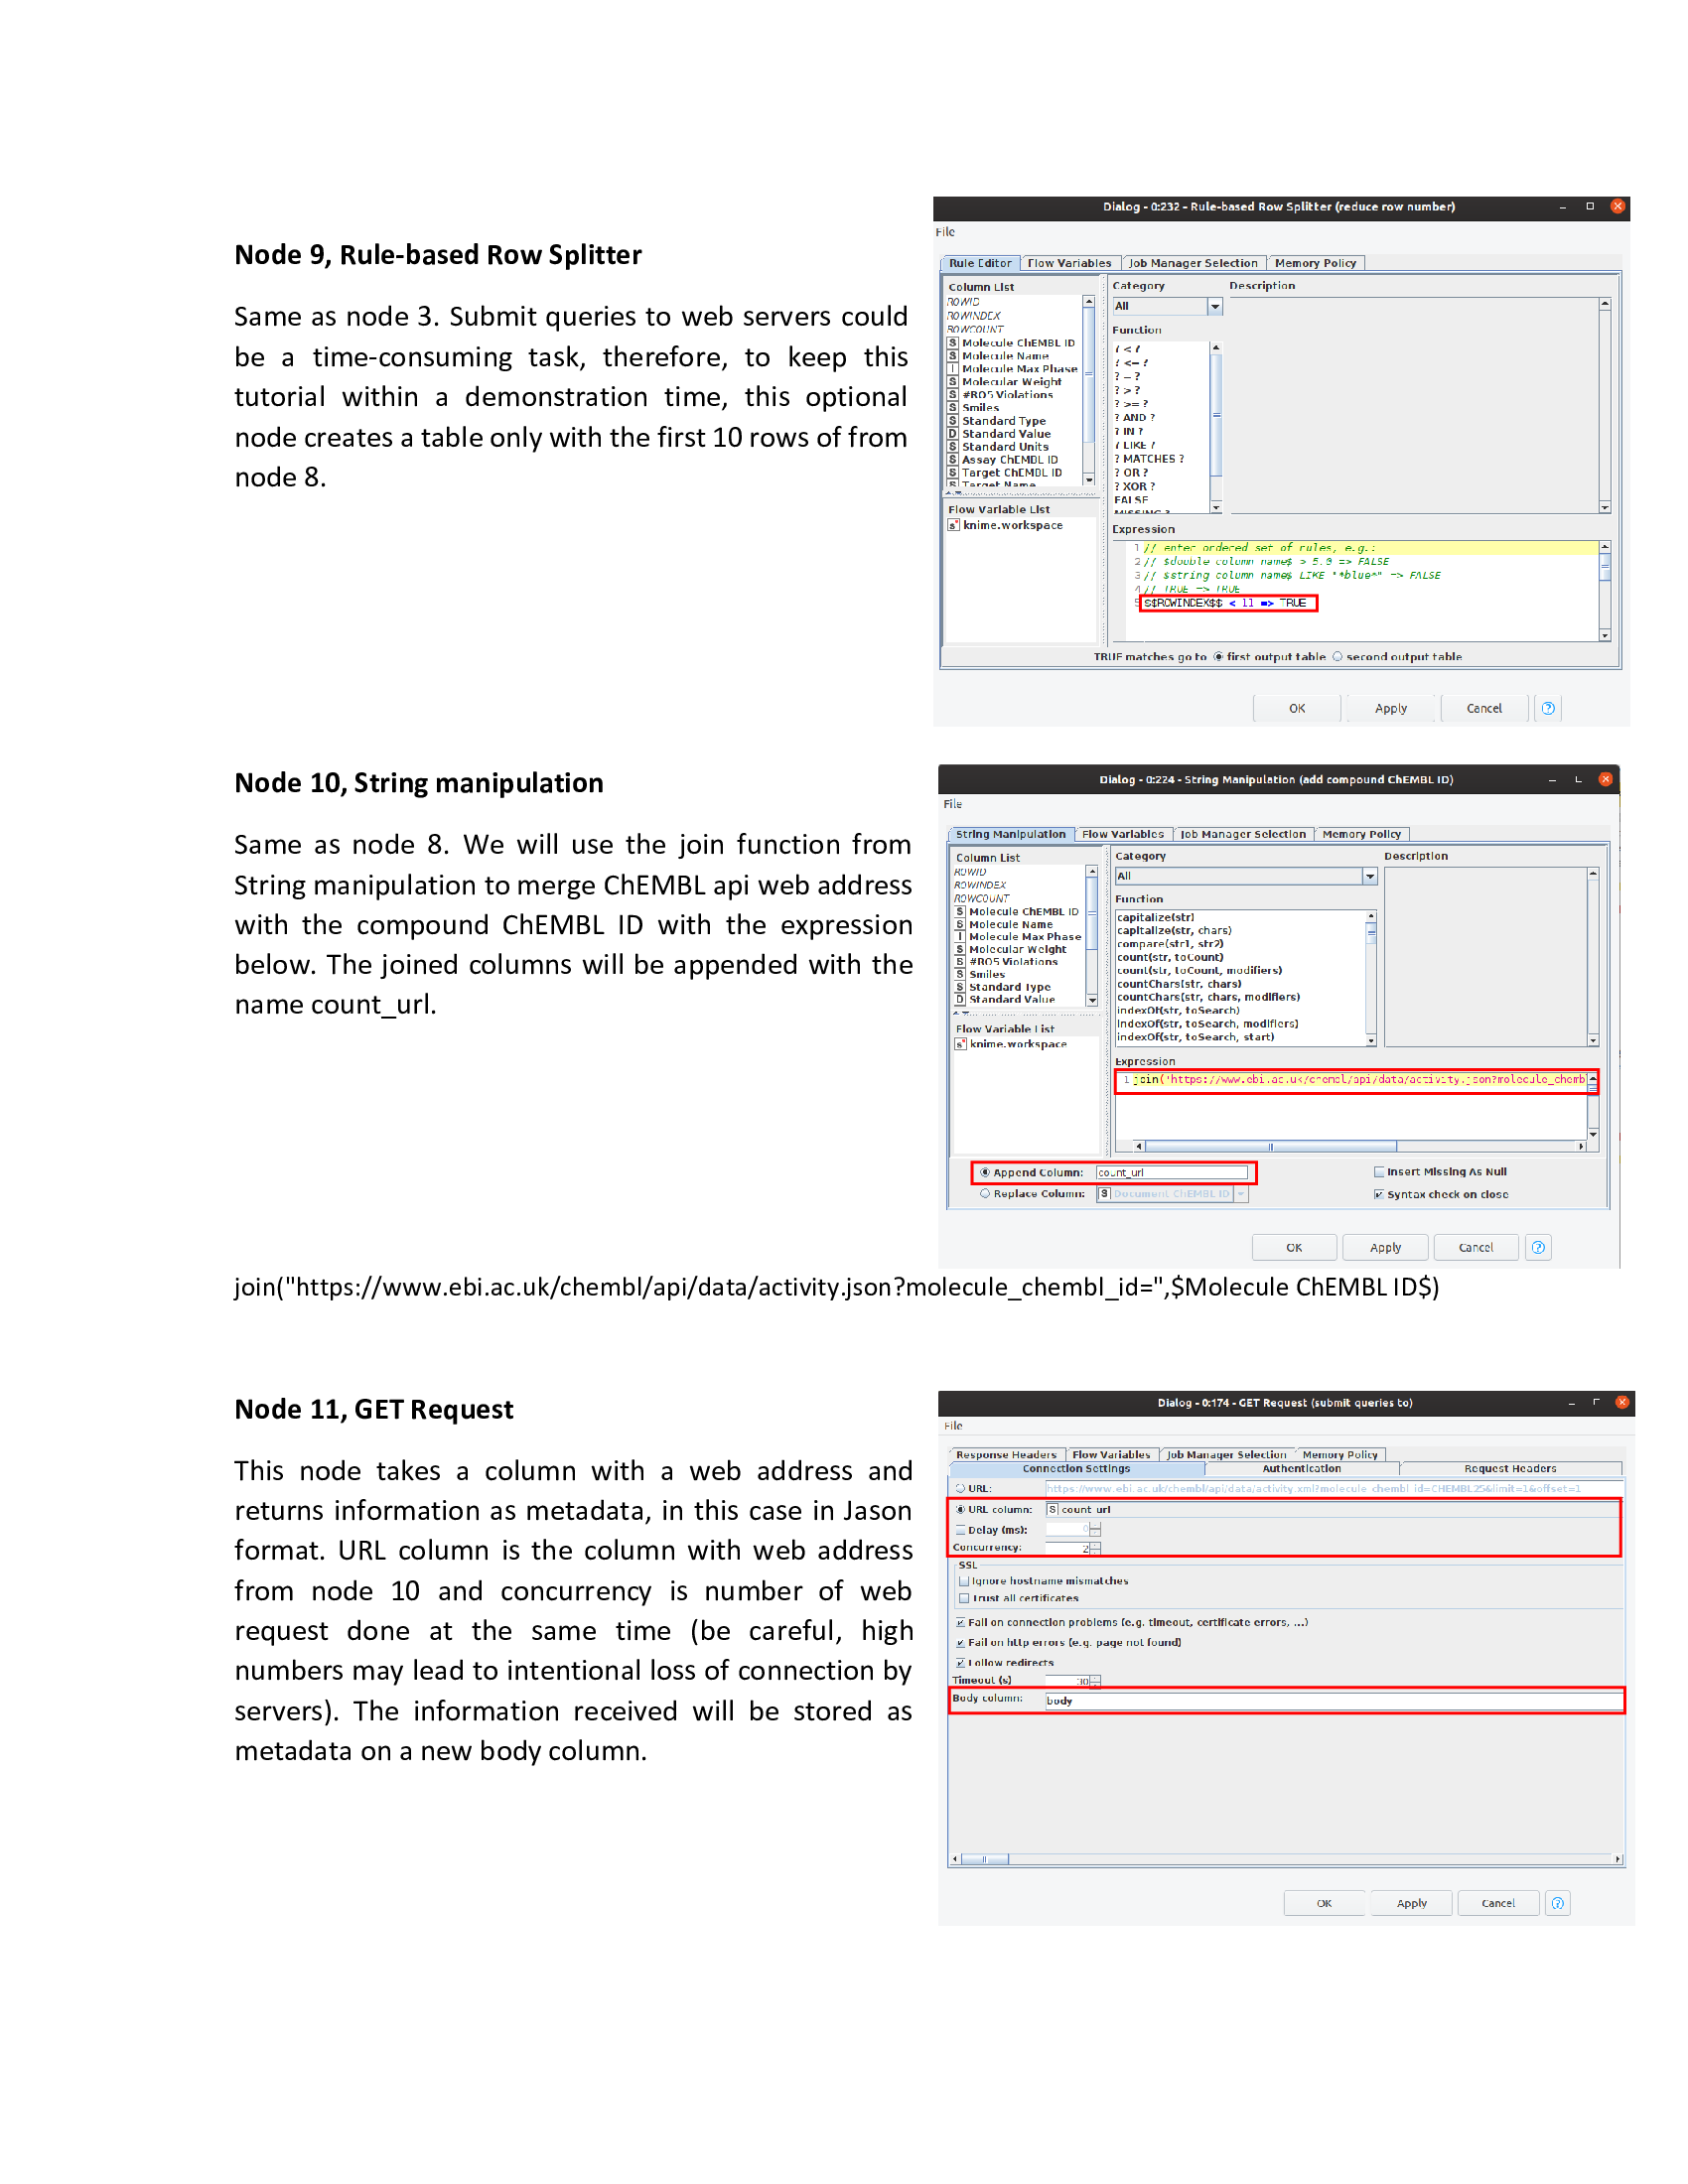 Dialog - 0:232 - Rule-based Row Splitter (reduce row number)
File
Node 9, Rule-based Row Splitter
Same as node 3. Submit queries to web servers could
be a time-consuming task, therefore, to keep this
tutorial within a demonstration time, this optional
node creates a table only with the first 10 rows of from
node 8.
Rule Editor Flow Variables Job Manager Selection Memory Policy
Column List
ROWID
ROWINDEX
ROWCOUNT
S Molecule ChEMBL ID
S Molecule Name
I Molecule Max Phase
S Molecular Weight
S #RO5 Violations
S Smiles
S Standard Type
D Standard Value
S Standard Units
S Assay ChEMBL ID
S Target ChEMBL ID
S Target Name
Flow Variable List
s knime.workspace
Category
All
Function
? < ?
? <= ?
? = ?
? > ?
? >= ?
? AND ?
? IN ?
? LIKE ?
? MATCHES ?
? OR ?
? XOR ?
FALSE
MISSING ?
Description
Expression
1 // enter ordered set of rules, e.g.:
2 // $double column name$ > 5.0 => FALSE
3 // $string column name$ LIKE "*blue*" => FALSE
4 // TRUE => TRUE
5 $$ROWINDEX$$ < 11 => TRUE
TRUE matches go to first output table second output table
OK Apply Cancel ?
Node 10, String manipulation
Same as node 8. We will use the join function from
String manipulation to merge ChEMBL api web address
with the compound ChEMBL ID with the expression
below. The joined columns will be appended with the
name count_url.
Dialog - 0:224 - String Manipulation (add compound ChEMBL ID)
File
String Manipulation Flow Variables Job Manager Selection Memory Policy
Column List
ROWID
ROWINDEX
ROWCOUNT
S Molecule ChEMBL ID
S Molecule Name
I Molecule Max Phase
S Molecular Weight
S #RO5 Violations
S Smiles
S Standard Type
D Standard Value
Flow Variable List
s knime.workspace
Category
All
Function
capitalize(str)
capitalize(str, chars)
compare(str1, str2)
count(str, toCount)
count(str, toCount, modifiers)
countChars(str, chars)
countChars(str, chars, modifiers)
indexOf(str, toSearch)
indexOf(str, toSearch, modifiers)
indexOf(str, toSearch, start)
Description
Expression
1 join("https://www.ebi.ac.uk/chembl/api/data/activity.json?molecule_chembl
Append Column: count_url
Insert Missing As Null
Replace Column: S Document ChEMBL ID
Syntax check on close
OK Apply Cancel ?
join("https://www.ebi.ac.uk/chembl/api/data/activity.json?molecule_chembl_id=",$Molecule ChEMBL ID$)
Node 11, GET Request
This node takes a column with a web address and
returns information as metadata, in this case in Jason
format. URL column is the column with web address
from node 10 and concurrency is number of web
request done at the same time (be careful, high
numbers may lead to intentional loss of connection by
servers). The information received will be stored as
metadata on a new body column.
Dialog - 0:174 - GET Request (submit queries to)
File
Response Headers Flow Variables Job Manager Selection Memory Policy
Connection Settings Authentication Request Headers
URL: https://www.ebi.ac.uk/chembl/api/data/activity.xml?molecule_chembl_id=CHEMBL25&limit=1&offset=1
URL column: S count_url
Delay (ms): 0
Concurrency: 2
SSL
Ignore hostname mismatches
Trust all certificates
Fail on connection problems (e.g. timeout, certificate errors, ...)
Fail on http errors (e.g. page not found)
Follow redirects
Timeout (s) 30
Body column: body
OK Apply Cancel ?